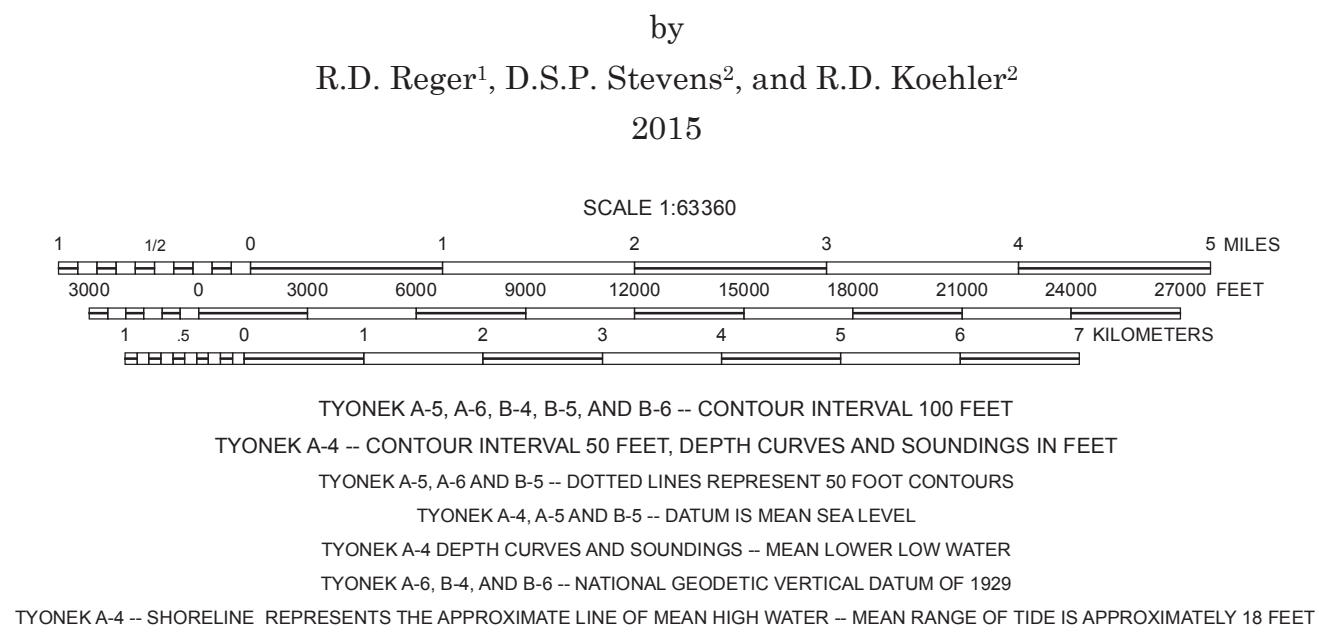 by
R.D. Reger¹, D.S.P. Stevens², and R.D. Koehler²
2015
SCALE 1:63360
1 1/2 0 1 2 3 4 5 MILES
3000 0 3000 6000 9000 12000 15000 18000 21000 24000 27000 FEET
1 .5 0 1 2 3 4 5 6 7 KILOMETERS
TYONEK A-5, A-6, B-4, B-5, AND B-6 -- CONTOUR INTERVAL 100 FEET
TYONEK A-4 -- CONTOUR INTERVAL 50 FEET, DEPTH CURVES AND SOUNDINGS IN FEET
TYONEK A-5, A-6 AND B-5 -- DOTTED LINES REPRESENT 50 FOOT CONTOURS
TYONEK A-4, A-5 AND B-5 -- DATUM IS MEAN SEA LEVEL
TYONEK A-4 DEPTH CURVES AND SOUNDINGS -- MEAN LOWER LOW WATER
TYONEK A-6, B-4, AND B-6 -- NATIONAL GEODETIC VERTICAL DATUM OF 1929
TYONEK A-4 -- SHORELINE REPRESENTS THE APPROXIMATE LINE OF MEAN HIGH WATER -- MEAN RANGE OF TIDE IS APPROXIMATELY 18 FEET